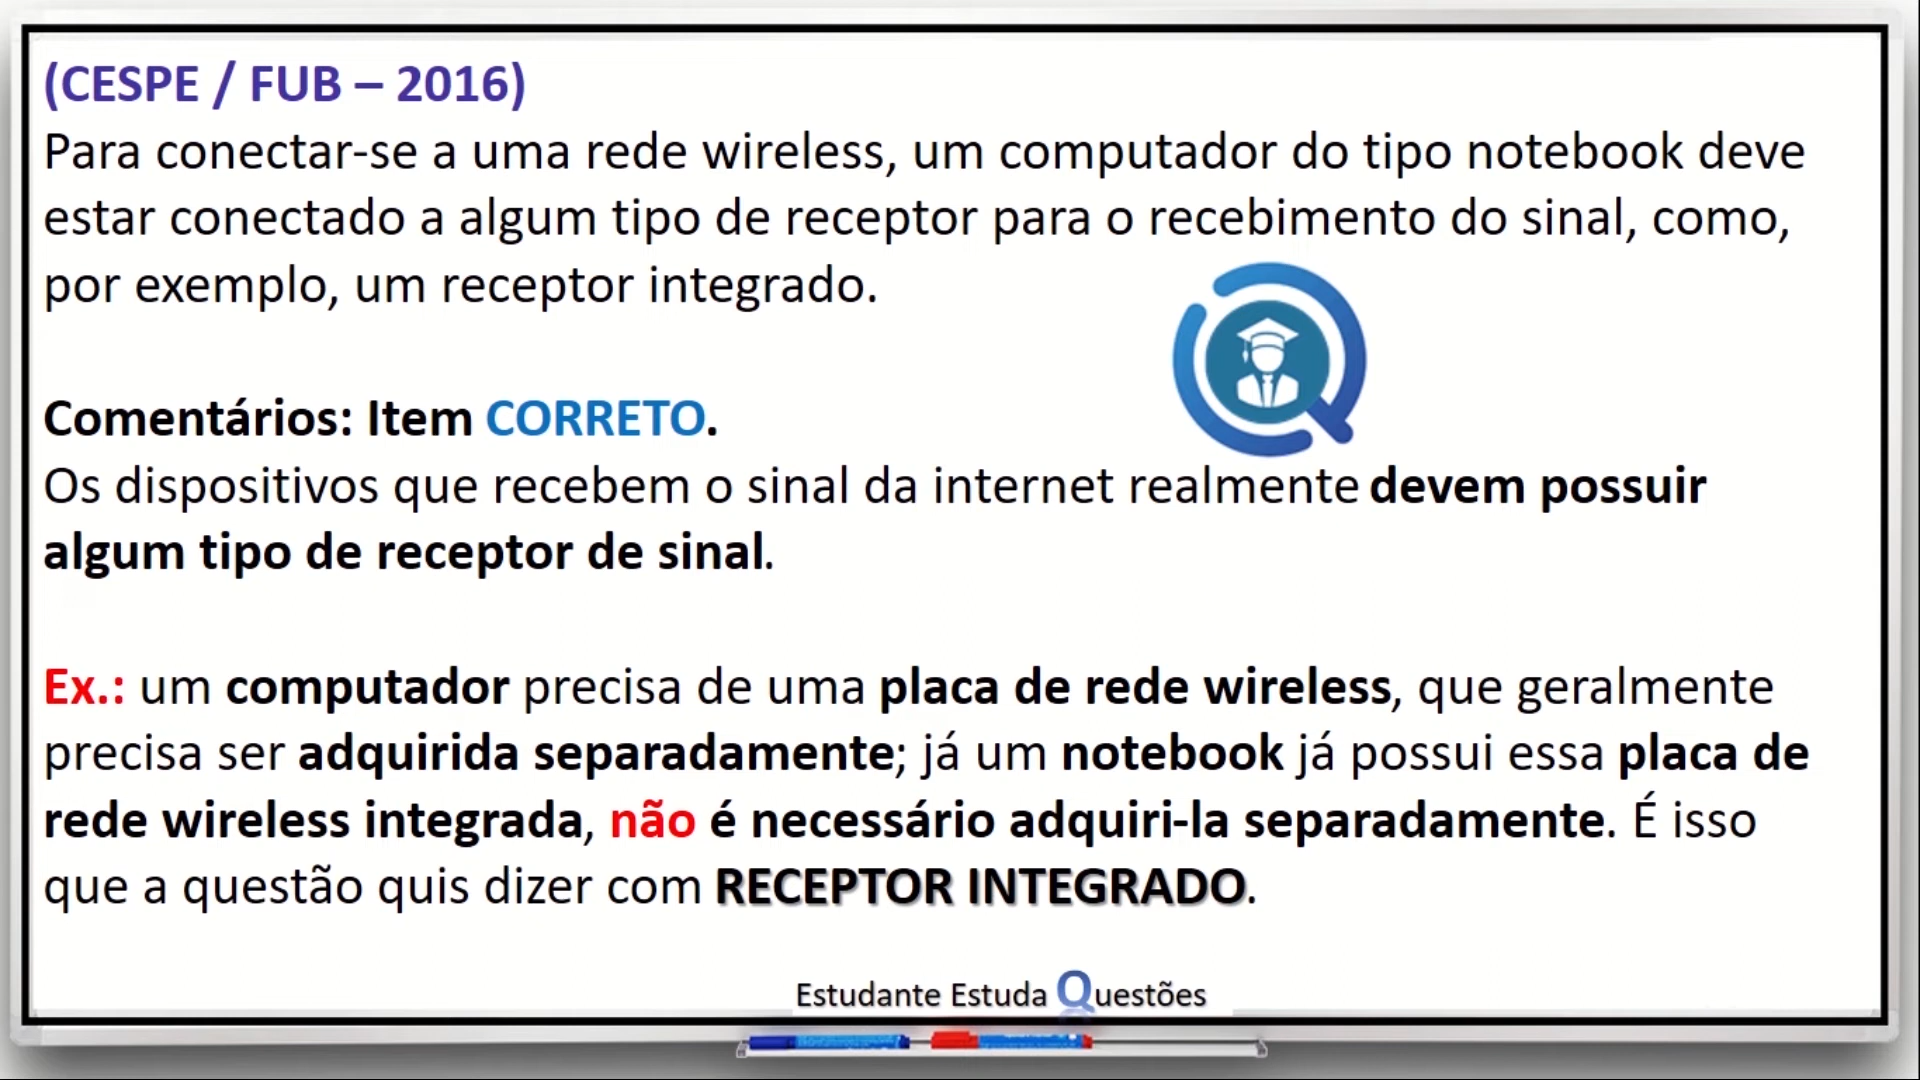 (CESPE / FUB – 2016)
Para conectar-se a uma rede wireless, um computador do tipo notebook deve
estar conectado a algum tipo de receptor para o recebimento do sinal, como,
por exemplo, um receptor integrado.
Comentários: Item CORRETO.
Os dispositivos que recebem o sinal da internet realmente devem possuir
algum tipo de receptor de sinal.
Ex.: um computador precisa de uma placa de rede wireless, que geralmente
precisa ser adquirida separadamente; já um notebook já possui essa placa de
rede wireless integrada, não é necessário adquiri-la separadamente. É isso
que a questão quis dizer com RECEPTOR INTEGRADO.
Estudante Estuda Questões